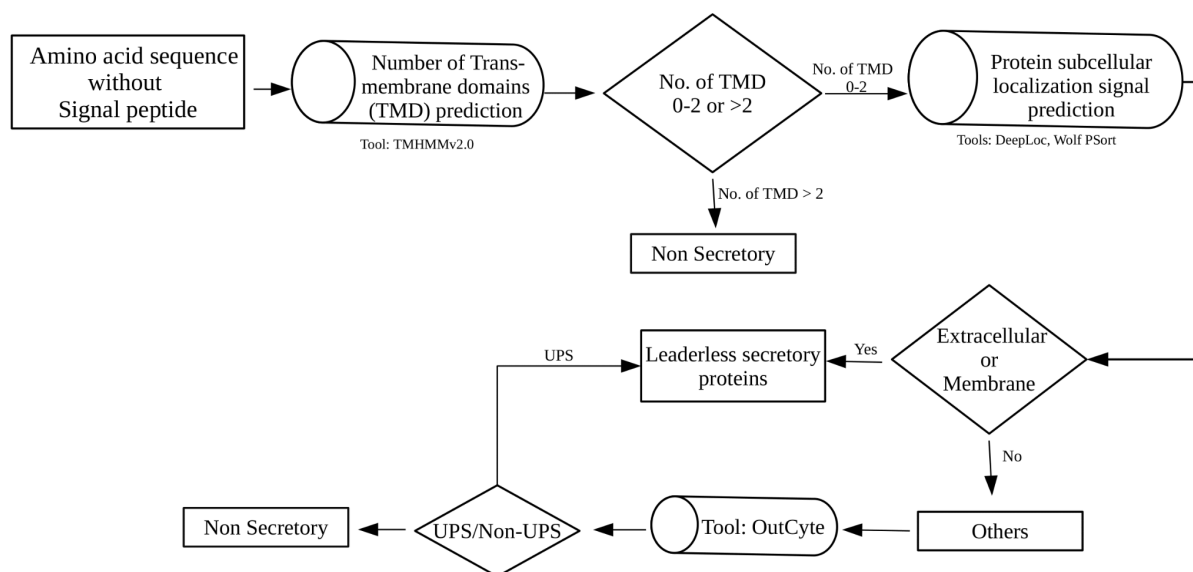 Amino acid sequence
without
Signal peptide
Number of Trans-
membrane domains
(TMD) prediction
Tool: TMHMMv2.0
No. of TMD
0-2 or >2
No. of TMD
0-2
Protein subcellular
localization signal
prediction
Tools: DeepLoc, Wolf PSort
No. of TMD > 2
Non Secretory
Extracellular
or
Membrane
Yes
Leaderless secretory
proteins
UPS
No
Others
Tool: OutCyte
UPS/Non-UPS
Non Secretory